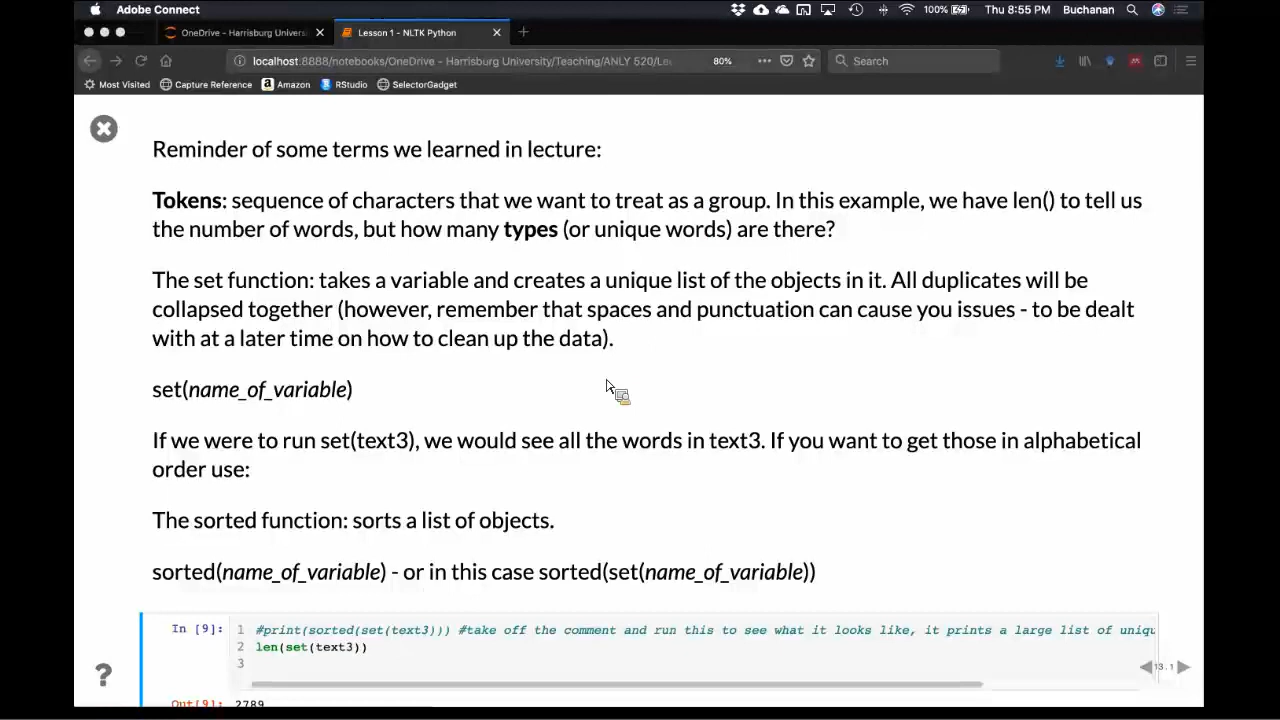 Adobe Connect 100% Thu 8:55 PM Buchanan
OneDrive - Harrisburg Universi Lesson 1 - NLTK Python
localhost:8888/notebooks/OneDrive - Harrisburg University/Teaching/ANLY 520/Le 80% Search
Most Visited Capture Reference Amazon RStudio SelectorGadget
Reminder of some terms we learned in lecture:
Tokens: sequence of characters that we want to treat as a group. In this example, we have len() to tell us
the number of words, but how many types (or unique words) are there?
The set function: takes a variable and creates a unique list of the objects in it. All duplicates will be
collapsed together (however, remember that spaces and punctuation can cause you issues - to be dealt
with at a later time on how to clean up the data).
set(name_of_variable)
If we were to run set(text3), we would see all the words in text3. If you want to get those in alphabetical
order use:
The sorted function: sorts a list of objects.
sorted(name_of_variable) - or in this case sorted(set(name_of_variable))
In [9]: 1 #print(sorted(set(text3))) #take off the comment and run this to see what it looks like, it prints a large list of uniqu
2 len(set(text3))
3
? 13.1
Out[9]: 2789